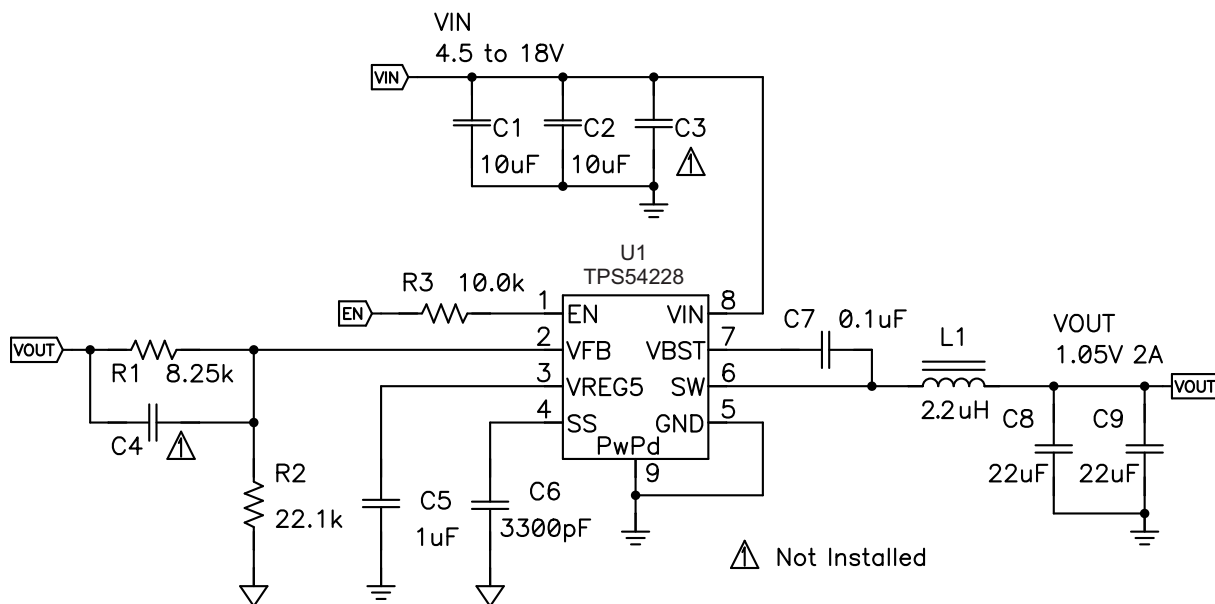 VIN
4.5 to 18V
VIN
C1
C2
C3
10uF
10uF
1
U1
TPS54228
R3 10.0k
EN
1
EN
VIN
8
C7
0.1uF
VOUT
2
VFB
VBST
7
R1
8.25k
3
VREG5
SW
6
L1
2.2uH
VOUT
1.05V 2A
VOUT
C4
1
4
SS
GND
5
PwPd
9
C8
C9
22uF
22uF
R2
22.1k
C5
1uF
C6
3300pF
1 Not Installed